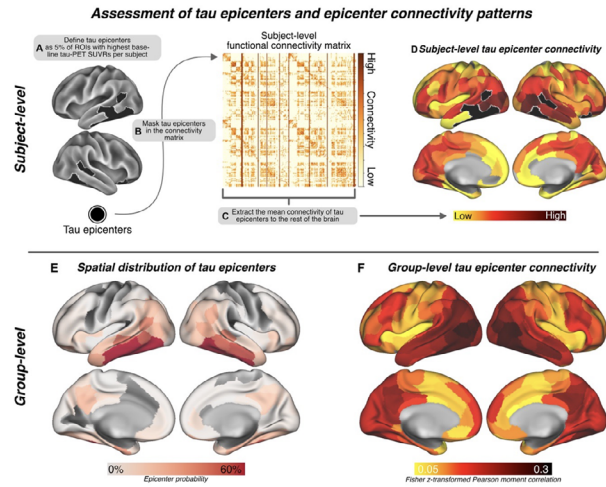 Assessment of tau epicenters and epicenter connectivity patterns
Subject-level
A
Define tau epicenters
as 5% of ROIs with highest base-
line tau-PET SUVRs per subject
B
Mask tau epicenters
in the connectivity
matrix
Tau epicenters
Subject-level
functional connectivity matrix
High
Connectivity
Low
C Extract the mean connectivity of tau
epicenters to the rest of the brain
D Subject-level tau epicenter connectivity
Low High
Group-level
E Spatial distribution of tau epicenters
0% 60%
Epicenter probability
F Group-level tau epicenter connectivity
0.05 0.3
Fisher z-transformed Pearson moment correlation